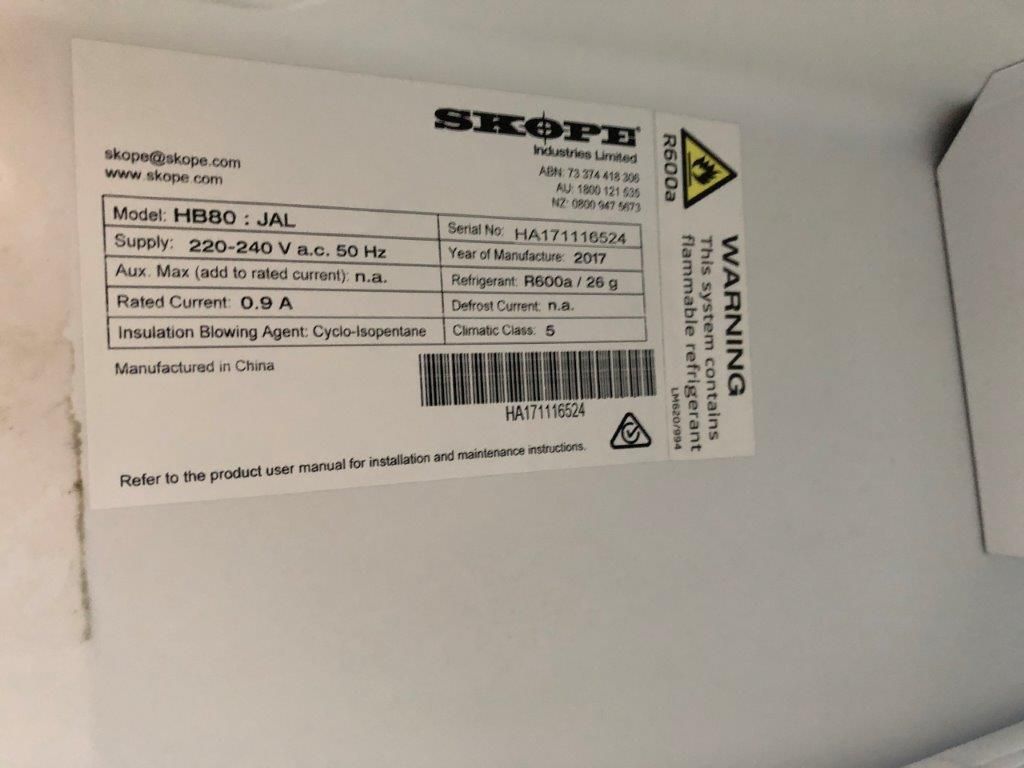 SKOPE
Industries Limited
skope@skope.com
www.skope.com
ABN: 73 374 418 306
AU: 1800 121 535
NZ: 0800 947 5673
Model: HB80 : JAL
Serial No: HA171116524
Supply: 220-240 V a.c. 50 Hz
Year of Manufacture: 2017
Aux. Max (add to rated current): n.a.
Refrigerant: R600a / 26 g
Rated Current: 0.9 A
Defrost Current: n.a.
Insulation Blowing Agent: Cyclo-Isopentane
Climatic Class: 5
Manufactured in China
HA171116524
Refer to the product user manual for installation and maintenance instructions.
R600a
WARNING
This system contains
flammable refrigerant
LM620/994